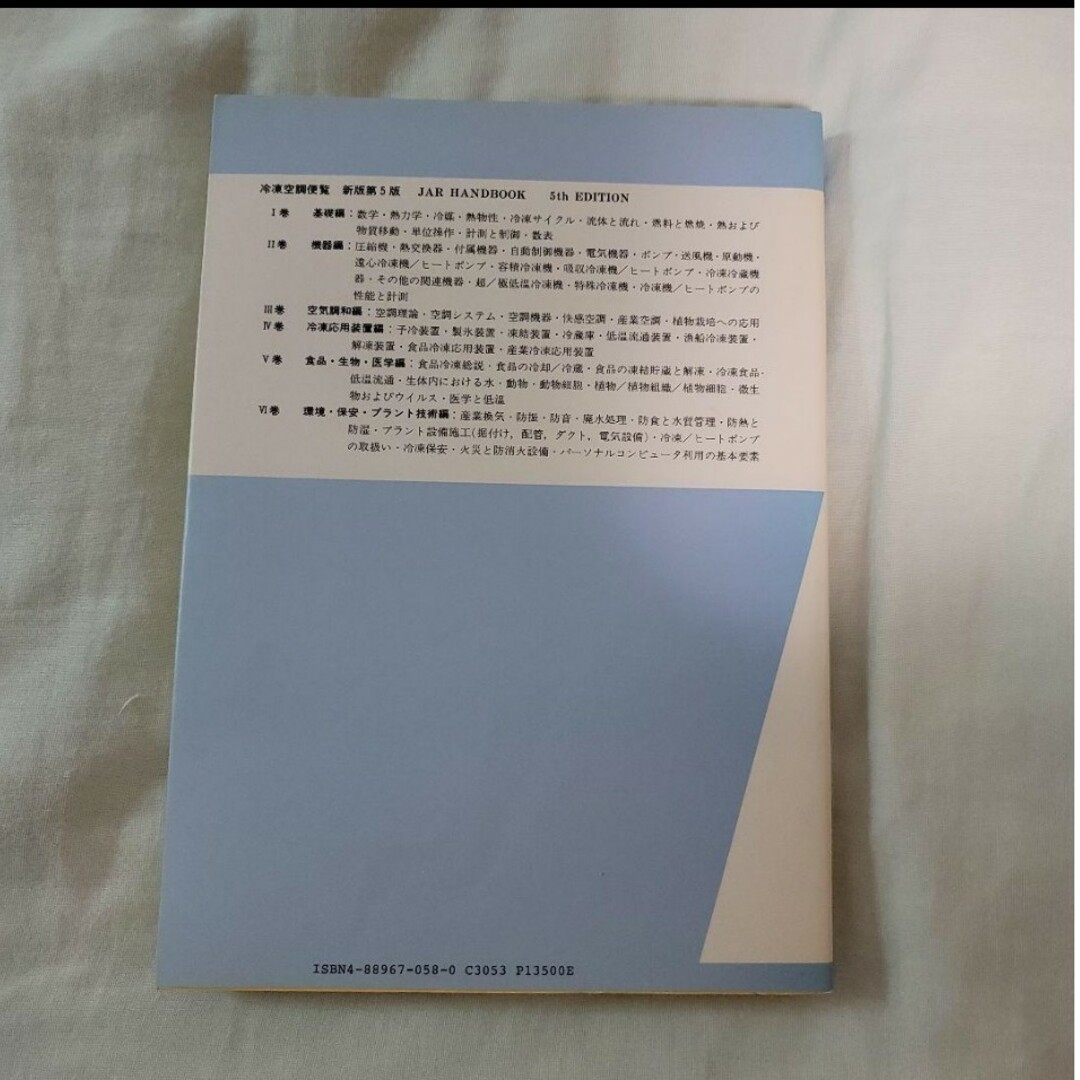 冷凍空調便覧 新版第5版 JAR HANDBOOK 5th EDITION
I巻 基礎編：数学・熱力学・冷媒・熱物性・冷凍サイクル・流体と流れ・燃料と燃焼・熱および
物質移動・単位操作・計測と制御・数表
II巻 機器編：圧縮機・熱交換器・付属機器・自動制御機器・電気機器・ポンプ・送風機・原動機・
遠心冷凍機／ヒートポンプ・容積冷凍機・吸収冷凍機／ヒートポンプ・冷凍冷蔵機
器・その他の関連機器・超／極低温冷凍機・特殊冷凍機・冷凍機／ヒートポンプの
性能と計測
III巻 空気調和編：空調理論・空調システム・空調機器・快感空調・産業空調・植物栽培への応用
IV巻 冷凍応用装置編：予冷装置・製氷装置・凍結装置・冷蔵庫・低温流通装置・漁船冷凍装置・
解凍装置・食品冷凍応用装置・産業冷凍応用装置
V巻 食品・生物・医学編：食品冷凍総説・食品の冷却／冷蔵・食品の凍結貯蔵と解凍・冷凍食品・
低温流通・生体内における水・動物・動物細胞・植物／植物組織／植物細胞・微生
物およびウイルス・医学と低温
VI巻 環境・保安・プラント技術編：産業換気・防振・防音・廃水処理・防食と水質管理・防熱と
防湿・プラント設備施工(据付け，配管，ダクト，電気設備)・冷凍／ヒートポンプ
の取扱い・冷凍保安・火災と防消火設備・パーソナルコンピュータ利用の基本要素
ISBN4-88967-058-0 C3053 P13500E